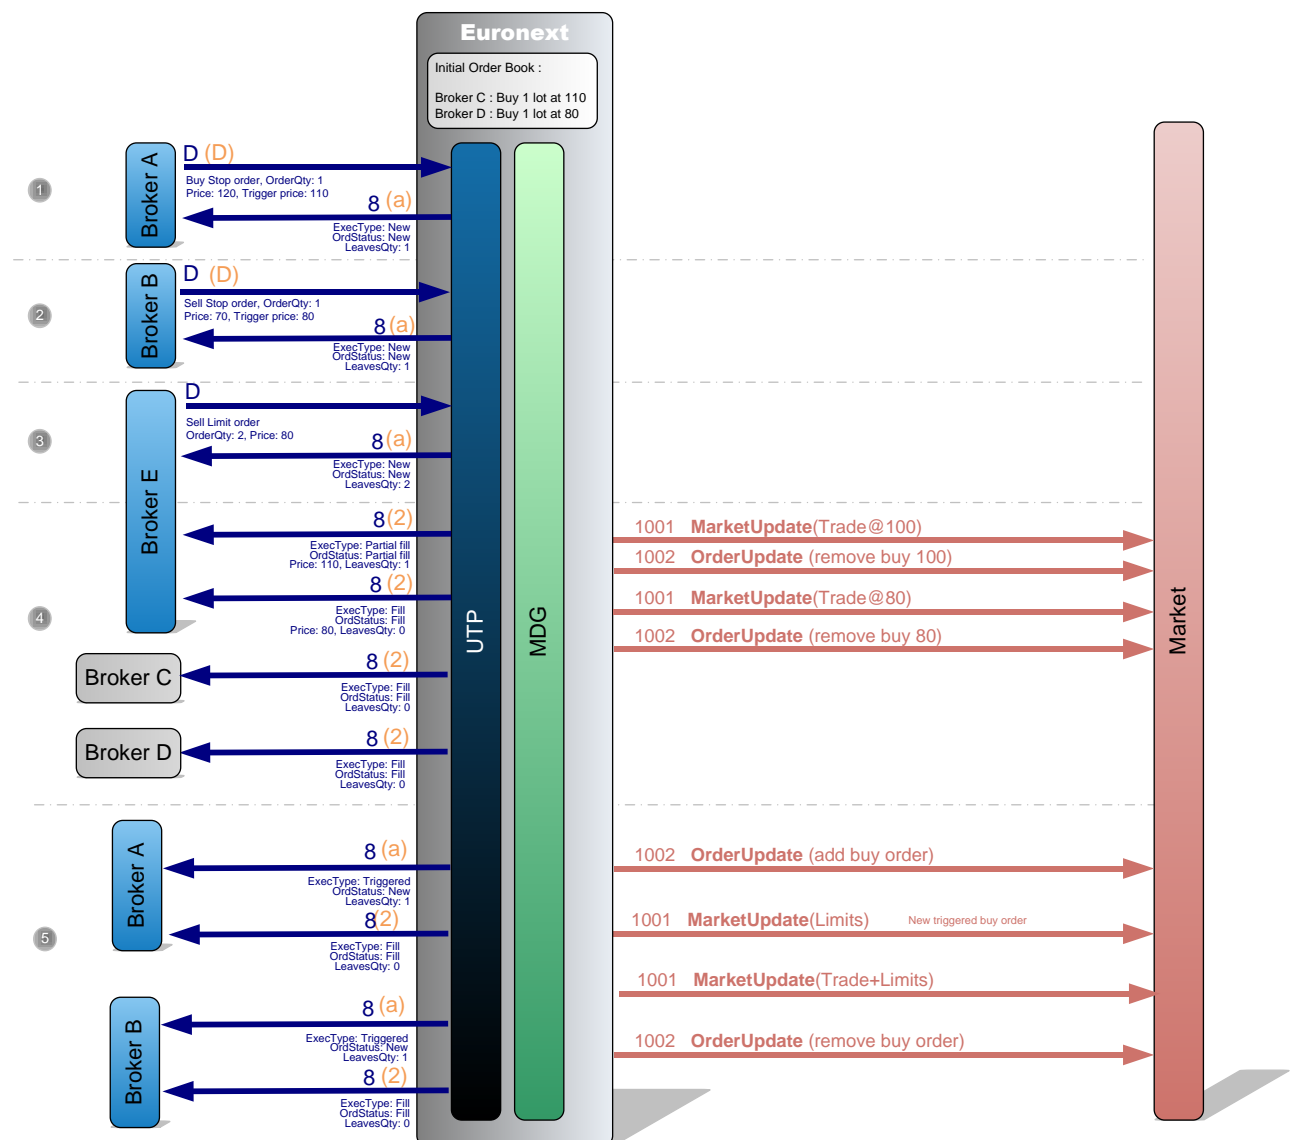 Euronext
Initial Order Book :
Broker C : Buy 1 lot at 110
Broker D : Buy 1 lot at 80
1
Broker A
D (D)
Buy Stop order, OrderQty: 1
Price: 120, Trigger price: 110
8 (a)
ExecType: New
OrdStatus: New
LeavesQty: 1
2
Broker B
D (D)
Sell Stop order, OrderQty: 1
Price: 70, Trigger price: 80
8 (a)
ExecType: New
OrdStatus: New
LeavesQty: 1
3
Broker E
D
Sell Limit order
OrderQty: 2, Price: 80
8 (a)
ExecType: New
OrdStatus: New
LeavesQty: 2
UTP
MDG
Market
4
8 (2)
ExecType: Partial fill
OrdStatus: Partial fill
Price: 110, LeavesQty: 1
8 (2)
ExecType: Fill
OrdStatus: Fill
Price: 80, LeavesQty: 0
1001 MarketUpdate(Trade@100)
1002 OrderUpdate (remove buy 100)
1001 MarketUpdate(Trade@80)
1002 OrderUpdate (remove buy 80)
Broker C
8 (2)
ExecType: Fill
OrdStatus: Fill
LeavesQty: 0
Broker D
8 (2)
ExecType: Fill
OrdStatus: Fill
LeavesQty: 0
5
Broker A
8 (a)
ExecType: Triggered
OrdStatus: New
LeavesQty: 1
8(2)
ExecType: Fill
OrdStatus: Fill
LeavesQty: 0
1002 OrderUpdate (add buy order)
1001 MarketUpdate(Limits) New triggered buy order
1001 MarketUpdate(Trade+Limits)
1002 OrderUpdate (remove buy order)
Broker B
8 (a)
ExecType: Triggered
OrdStatus: New
LeavesQty: 1
8 (2)
ExecType: Fill
OrdStatus: Fill
LeavesQty: 0